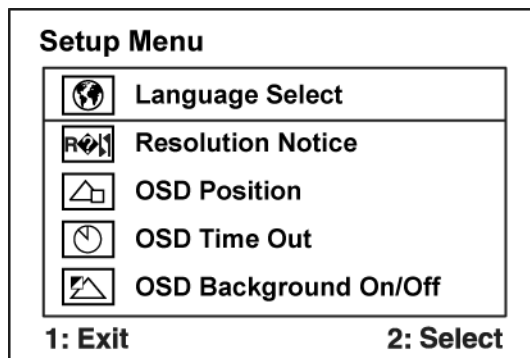 Setup Menu
Language Select
Resolution Notice
OSD Position
OSD Time Out
OSD Background On/Off
1: Exit 2: Select